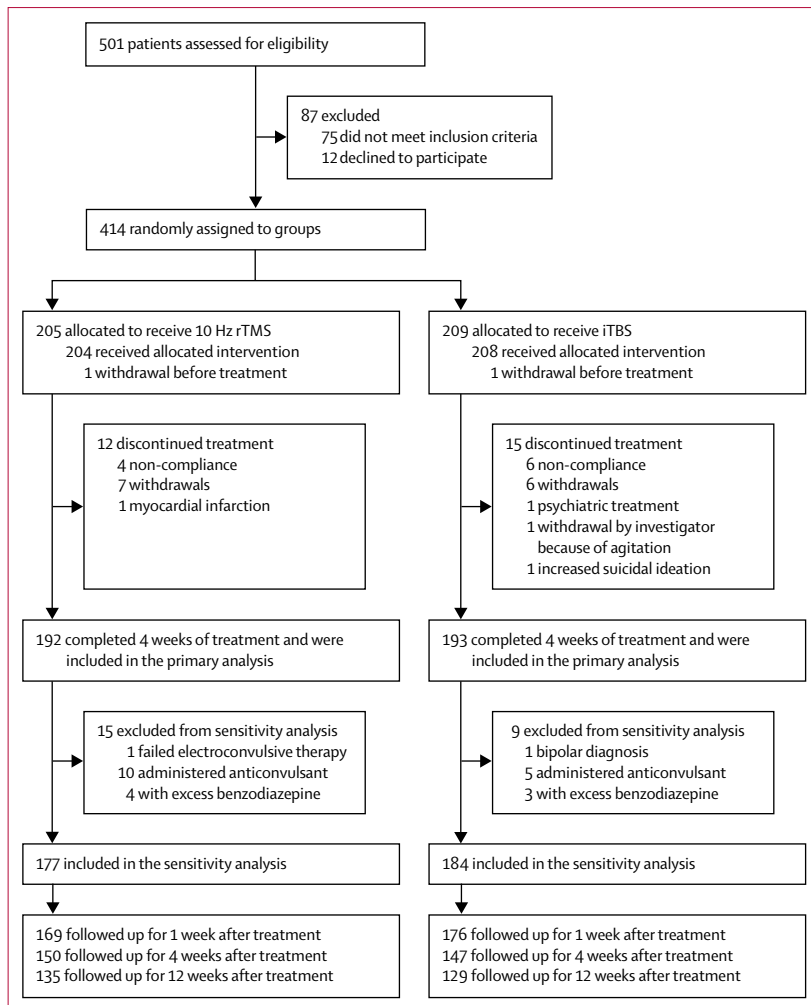 501 patients assessed for eligibility
87 excluded
75 did not meet inclusion criteria
12 declined to participate
414 randomly assigned to groups
205 allocated to receive 10 Hz rTMS
204 received allocated intervention
1 withdrawal before treatment
209 allocated to receive iTBS
208 received allocated intervention
1 withdrawal before treatment
12 discontinued treatment
4 non-compliance
7 withdrawals
1 myocardial infarction
15 discontinued treatment
6 non-compliance
6 withdrawals
1 psychiatric treatment
1 withdrawal by investigator
because of agitation
1 increased suicidal ideation
192 completed 4 weeks of treatment and were
included in the primary analysis
193 completed 4 weeks of treatment and were
included in the primary analysis
15 excluded from sensitivity analysis
1 failed electroconvulsive therapy
10 administered anticonvulsant
4 with excess benzodiazepine
9 excluded from sensitivity analysis
1 bipolar diagnosis
5 administered anticonvulsant
3 with excess benzodiazepine
177 included in the sensitivity analysis
184 included in the sensitivity analysis
169 followed up for 1 week after treatment
150 followed up for 4 weeks after treatment
135 followed up for 12 weeks after treatment
176 followed up for 1 week after treatment
147 followed up for 4 weeks after treatment
129 followed up for 12 weeks after treatment